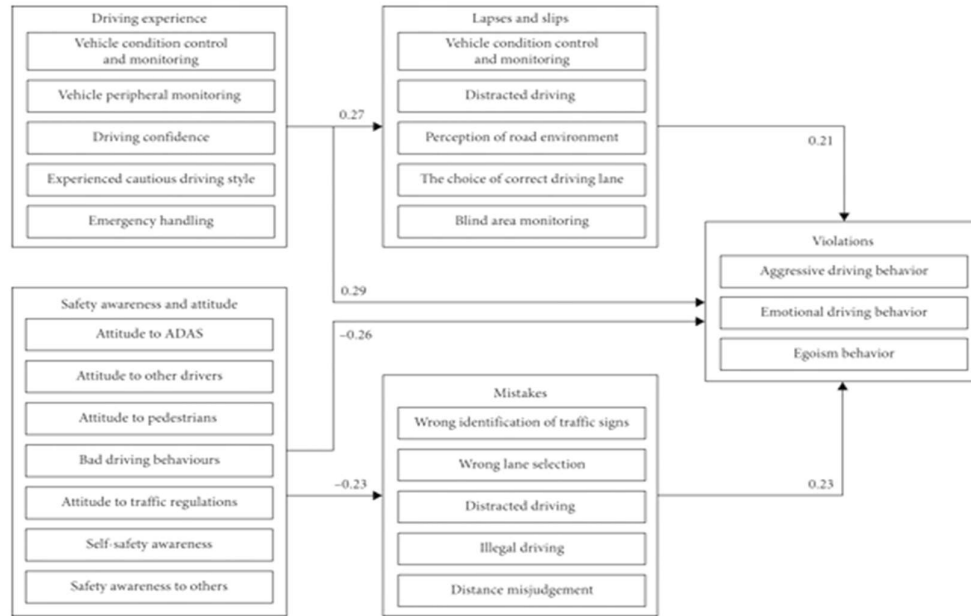 Driving experience
Vehicle condition control
and monitoring
Vehicle peripheral monitoring
Driving confidence
Experienced cautious driving style
Emergency handling
0.27
Lapses and slips
Vehicle condition control
and monitoring
Distracted driving
Perception of road environment
The choice of correct driving lane
Blind area monitoring
0.21
0.29
−0.26
Violations
Aggressive driving behavior
Emotional driving behavior
Egoism behavior
Safety awareness and attitude
Attitude to ADAS
Attitude to other drivers
Attitude to pedestrians
Bad driving behaviours
Attitude to traffic regulations
Self-safety awareness
Safety awareness to others
−0.23
Mistakes
Wrong identification of traffic signs
Wrong lane selection
Distracted driving
Illegal driving
Distance misjudgement
0.23